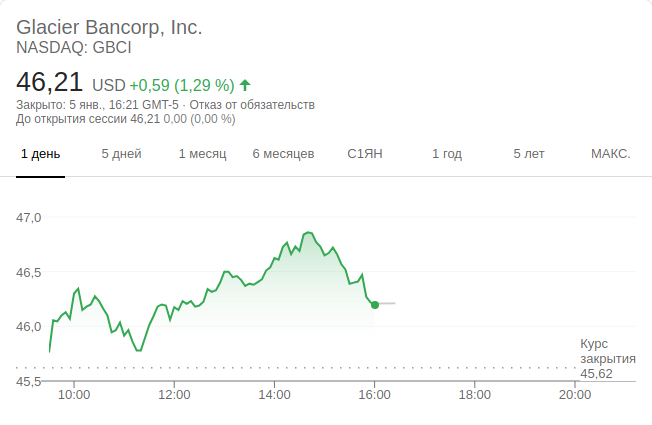 Glacier Bancorp, Inc.
NASDAQ: GBCI
46,21 USD +0,59 (1,29 %)
Закрыто: 5 янв., 16:21 GMT-5 · Отказ от обязательств
До открытия сессии 46,21 0,00 (0,00 %)
1 день 5 дней 1 месяц 6 месяцев С1ЯН 1 год 5 лет МАКС.
47,0
46,5
46,0
Курс
закрытия
45,62
45,5
10:00 12:00 14:00 16:00 18:00 20:00